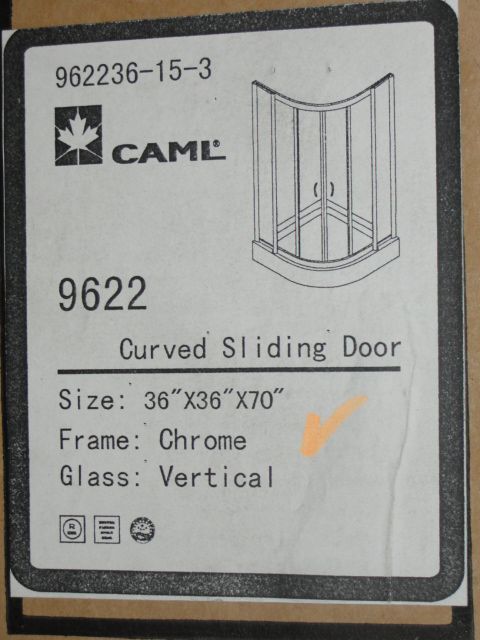 962236-15-3
CAML®
9622
Curved Sliding Door
Size: 36"X36"X70"
Frame: Chrome
Glass: Vertical
R